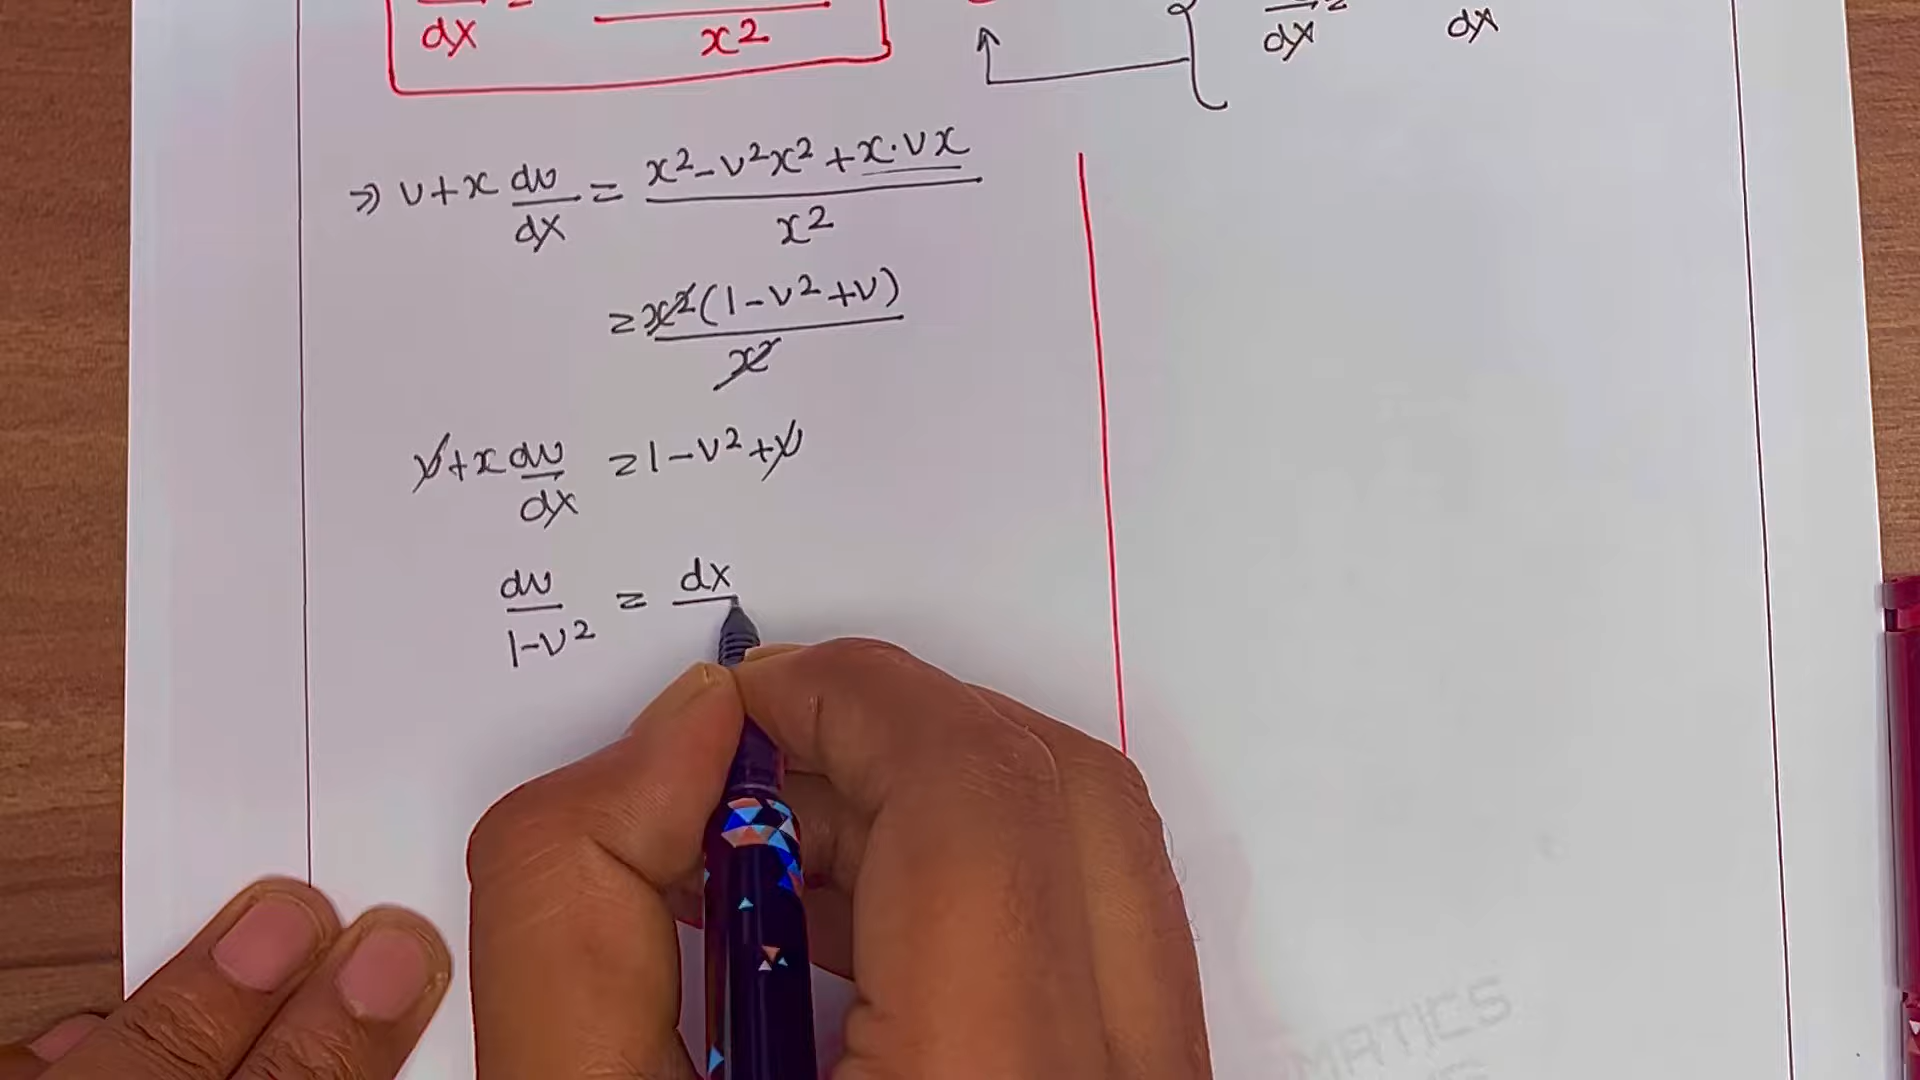 dx = x²
dx = dx
⇒ v + x dv/dx = x² - v²x² + x·vx / x²
= x²(1 - v² + v) / x²
v + x dv/dx = 1 - v² + v
dv/1-v² = dx/
MATICS